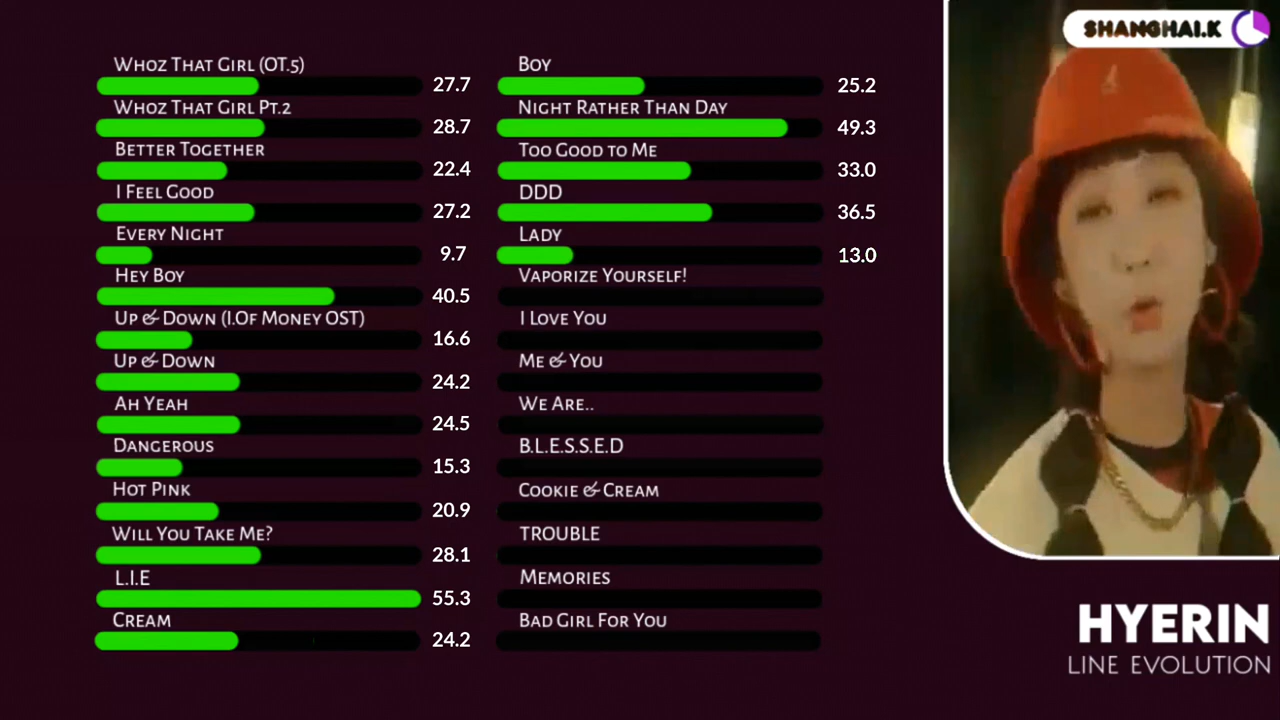 WHOZ THAT GIRL (OT.5)
27.7
WHOZ THAT GIRL PT.2
28.7
BETTER TOGETHER
22.4
I FEEL GOOD
27.2
EVERY NIGHT
9.7
HEY BOY
40.5
UP & DOWN (I.OF MONEY OST)
16.6
UP & DOWN
24.2
AH YEAH
24.5
DANGEROUS
15.3
HOT PINK
20.9
WILL YOU TAKE ME?
28.1
L.I.E
55.3
CREAM
24.2
BOY
25.2
NIGHT RATHER THAN DAY
49.3
TOO GOOD TO ME
33.0
DDD
36.5
LADY
13.0
VAPORIZE YOURSELF!
I LOVE YOU
ME & YOU
WE ARE..
B.L.E.S.S.E.D
COOKIE & CREAM
TROUBLE
MEMORIES
BAD GIRL FOR YOU
SHANGHAI.K
HYERIN
LINE EVOLUTION